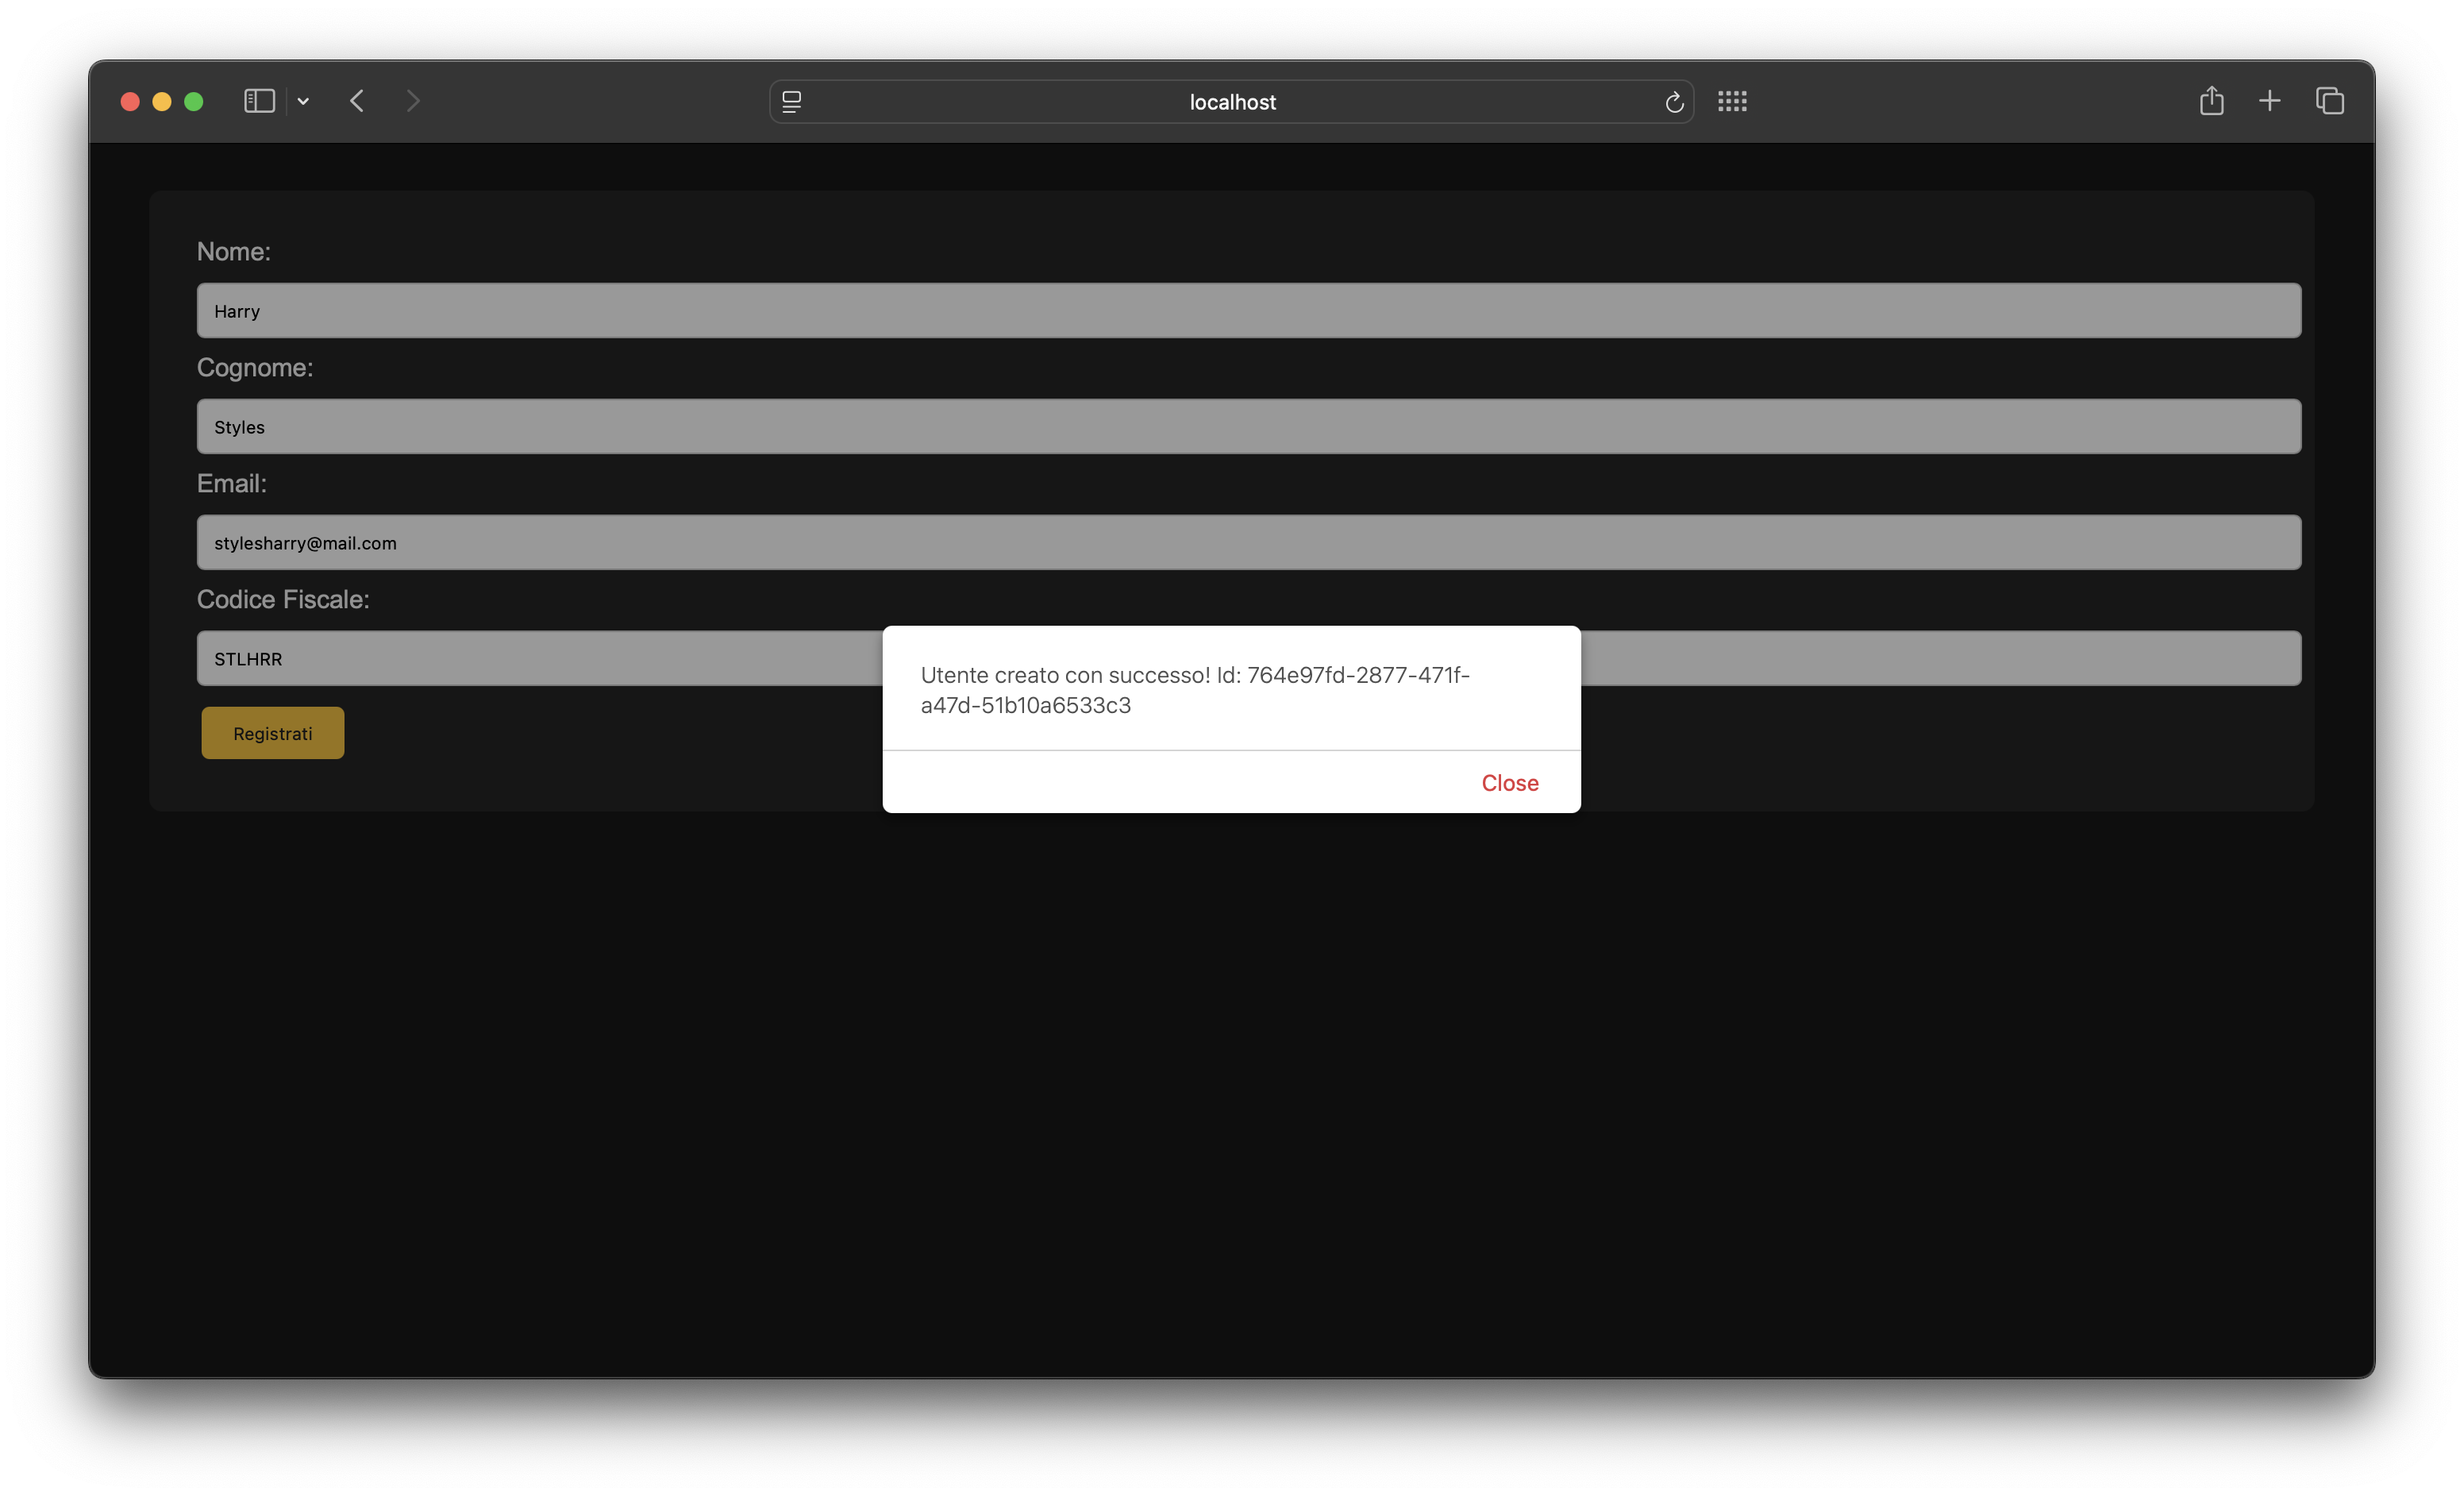 localhost
Nome:
Harry
Cognome:
Styles
Email:
stylesharry@mail.com
Codice Fiscale:
STLHRR
Utente creato con successo! Id: 764e97fd-2877-471f-
a47d-51b10a6533c3
Registrati
Close